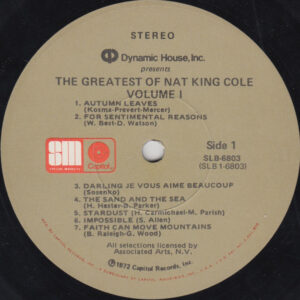 STEREO
Dynamic House, Inc.
presents
THE GREATEST OF NAT KING COLE
VOLUME I
1. AUTUMN LEAVES
(Kosma-Prevert-Mercer)
2. FOR SENTIMENTAL REASONS
(W. Best-D. Watson)
Side 1
SLB-6803
(SLB 1-6803)
SM
Capitol
3. DARLING JE VOUS AIME BEAUCOUP
(Sosenko)
4. THE SAND AND THE SEA
(H. Hester-B. Parker)
5. STARDUST (H. Carmichael-M. Parish)
6. IMPOSSIBLE (S. Allen)
7. FAITH CAN MOVE MOUNTAINS
(B. Raleigh-G. Wood)
All selections licensed by
Associated Arts, N.V.
℗1972 Capitol Records, Inc.